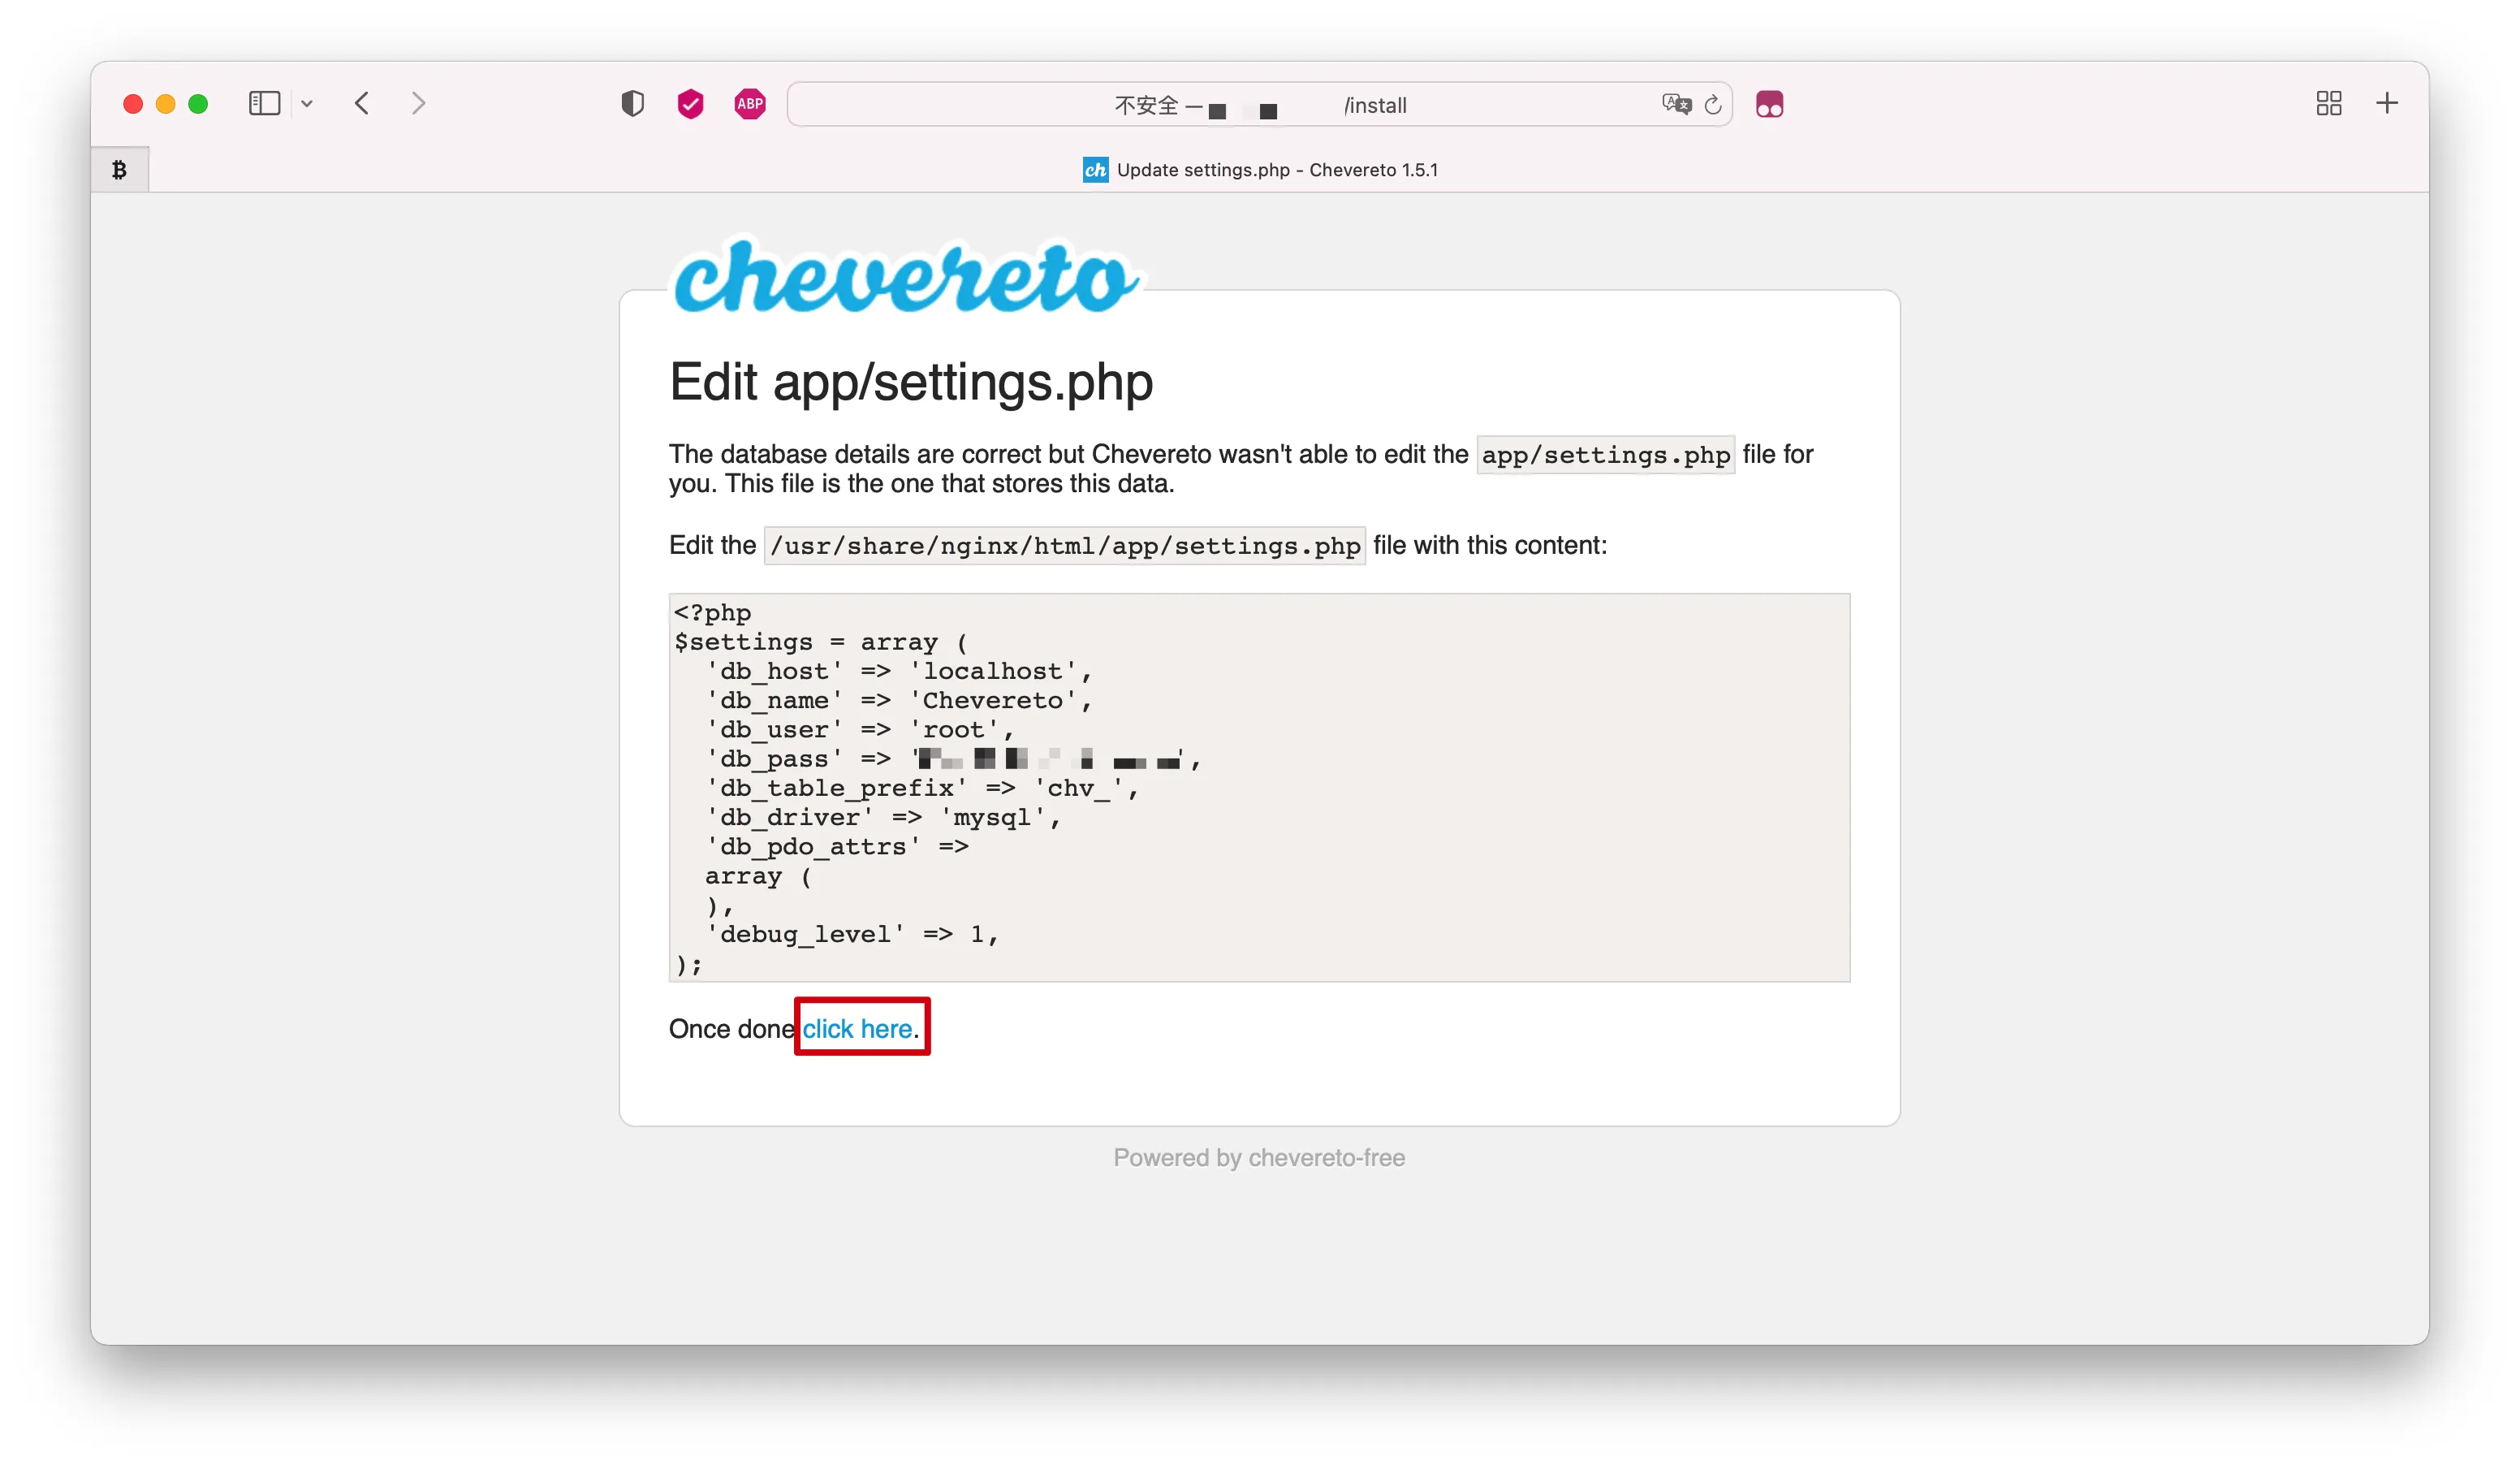 ABP
不安全 — /install
ch Update settings.php - Chevereto 1.5.1
chevereto
Edit app/settings.php
The database details are correct but Chevereto wasn't able to edit the app/settings.php file for
you. This file is the one that stores this data.
Edit the /usr/share/nginx/html/app/settings.php file with this content:
<?php
$settings = array (
  'db_host' => 'localhost',
  'db_name' => 'Chevereto',
  'db_user' => 'root',
  'db_pass' => '',
  'db_table_prefix' => 'chv_',
  'db_driver' => 'mysql',
  'db_pdo_attrs' =>
  array (
  ),
  'debug_level' => 1,
);
Once done click here.
Powered by chevereto-free